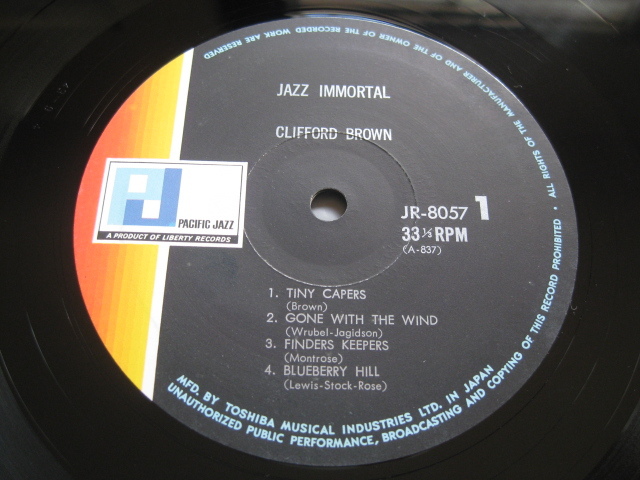 JAZZ IMMORTAL
CLIFFORD BROWN
PJ
PACIFIC JAZZ
A PRODUCT OF LIBERTY RECORDS
JR-8057 1
33⅓ RPM
(A-837)
1. TINY CAPERS
(Brown)
2. GONE WITH THE WIND
(Wrubel-Jagidson)
3. FINDERS KEEPERS
(Montrose)
4. BLUEBERRY HILL
(Lewis-Stock-Rose)
MFD. BY TOSHIBA MUSICAL INDUSTRIES LTD. IN JAPAN
UNAUTHORIZED PUBLIC PERFORMANCE, BROADCASTING AND COPYING OF THIS RECORD PROHIBITED • ALL RIGHTS OF THE MANUFACTURER AND OF THE OWNER OF THE RECORDED WORK ARE RESERVED